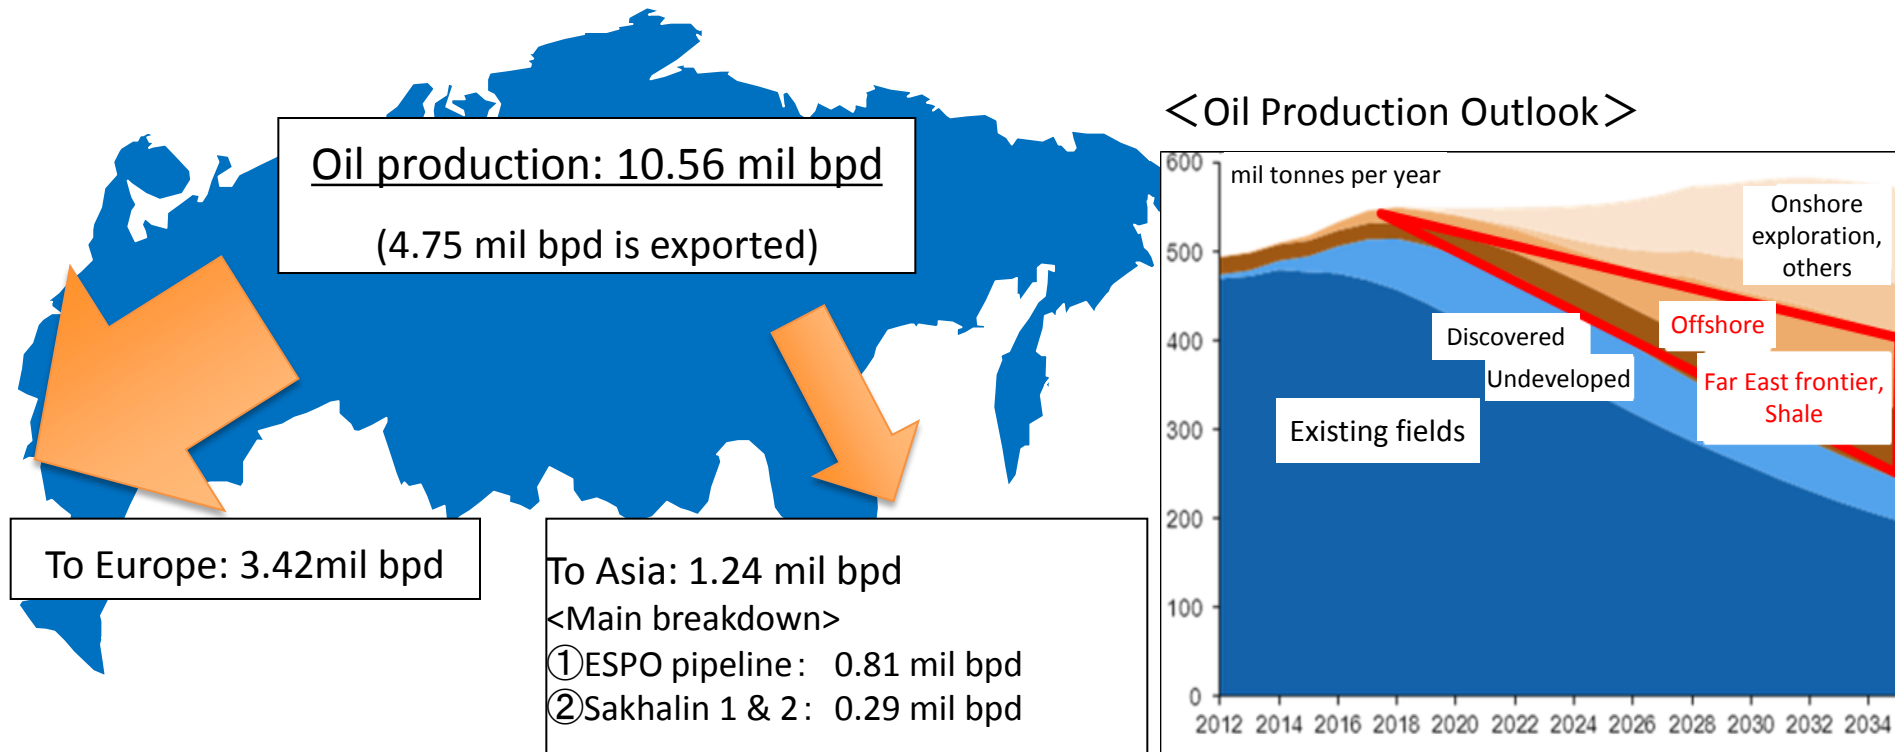 Oil production: 10.56 mil bpd
(4.75 mil bpd is exported)
To Europe: 3.42mil bpd
To Asia: 1.24 mil bpd
<Main breakdown>
①ESPO pipeline： 0.81 mil bpd
②Sakhalin 1 & 2： 0.29 mil bpd
＜Oil Production Outlook＞
600
mil tonnes per year
500
400
300
200
100
0
Onshore
exploration,
others
Offshore
Discovered
Undeveloped
Far East frontier,
Shale
Existing fields
2012 2014 2016 2018 2020 2022 2024 2026 2028 2030 2032 2034